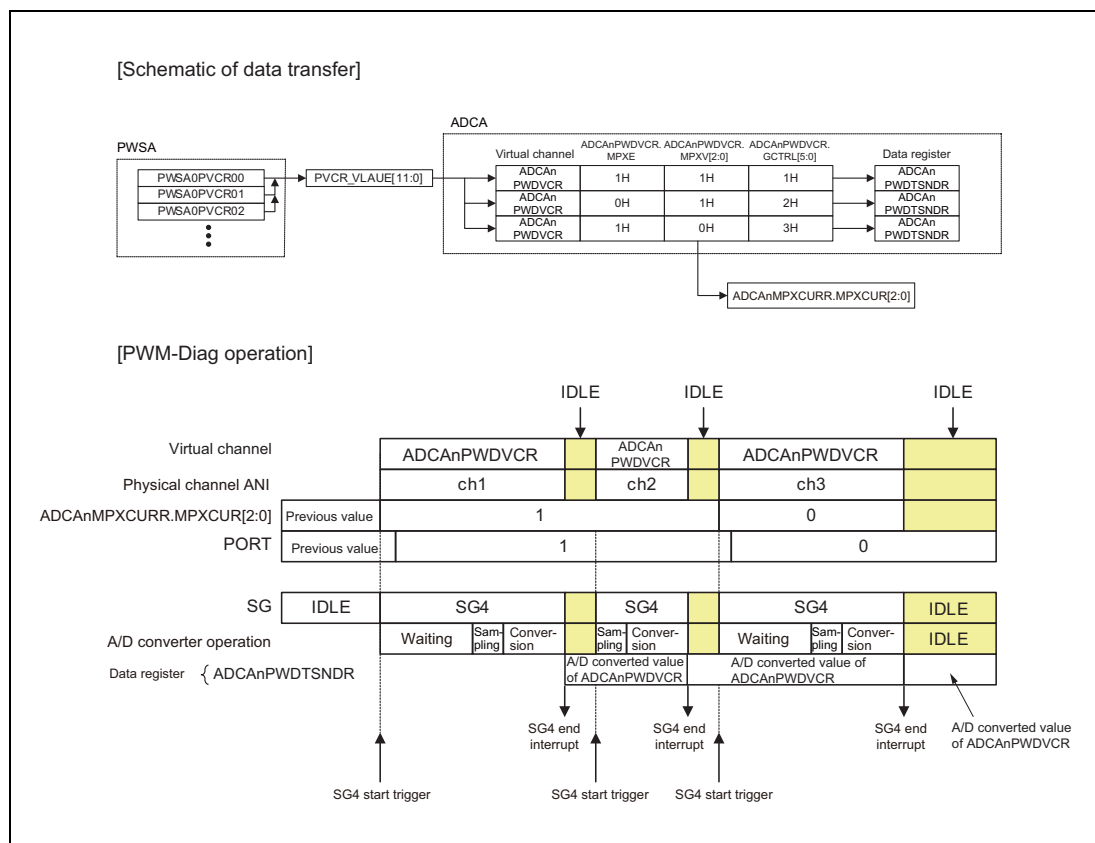 [Schematic of data transfer]
ADCA
PWSA
Virtual channel
ADCAnPWDVCR.
MPXE
ADCAnPWDVCR.
MPXV[2:0]
ADCAnPWDVCR.
GCTRL[5:0]
Data register
PWSA0PVCR00
PWSA0PVCR01
PWSA0PVCR02
PVCR_VLAUE[11:0]
ADCAn
PWDVCR
1H
1H
1H
ADCAn
PWDTSNDR
ADCAn
PWDVCR
0H
1H
2H
ADCAn
PWDTSNDR
ADCAn
PWDVCR
1H
0H
3H
ADCAn
PWDTSNDR
ADCAnMPXCURR.MPXCUR[2:0]
[PWM-Diag operation]
IDLE
IDLE
IDLE
Virtual channel
ADCAnPWDVCR
ADCAn
PWDVCR
ADCAnPWDVCR
Physical channel ANI
ch1
ch2
ch3
ADCAnMPXCURR.MPXCUR[2:0]
Previous value
1
0
PORT
Previous value
1
0
SG
IDLE
SG4
SG4
SG4
IDLE
A/D converter operation
Waiting
Sam-
pling
Conver-
sion
Sam-
pling
Conver-
sion
Waiting
Sam-
pling
Conver-
sion
IDLE
Data register { ADCAnPWDTSNDR
A/D converted value
of ADCAnPWDVCR
A/D converted value of
ADCAnPWDVCR
SG4 end
interrupt
SG4 end
interrupt
SG4 end
interrupt
A/D converted value
of ADCAnPWDVCR
SG4 start trigger
SG4 start trigger
SG4 start trigger